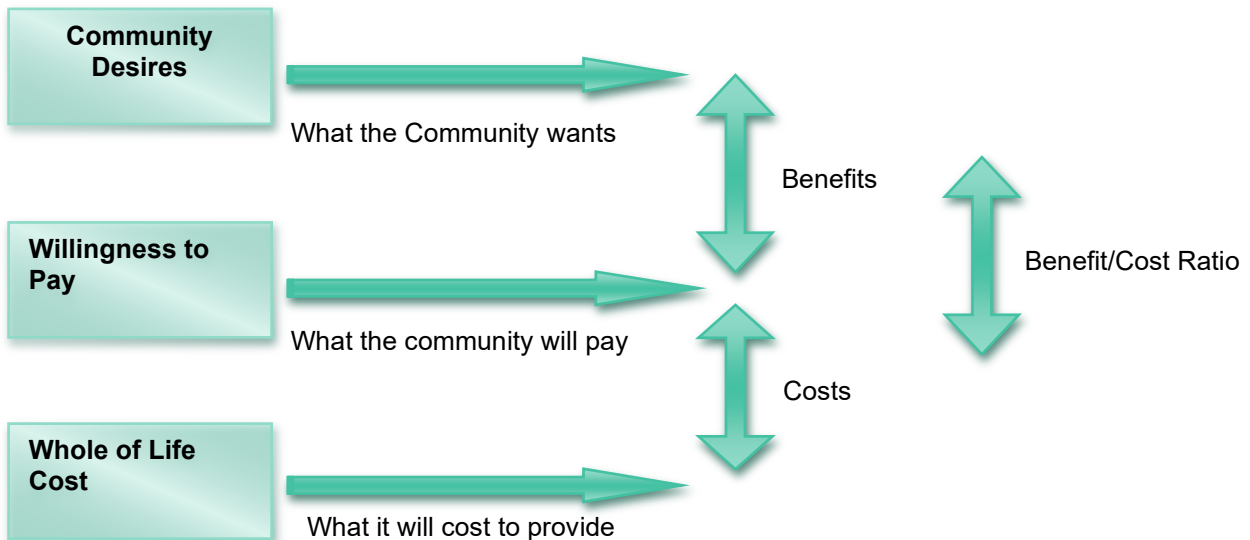 Community
Desires
What the Community wants
Benefits
Benefit/Cost Ratio
Willingness to
Pay
What the community will pay
Costs
Whole of Life
Cost
What it will cost to provide